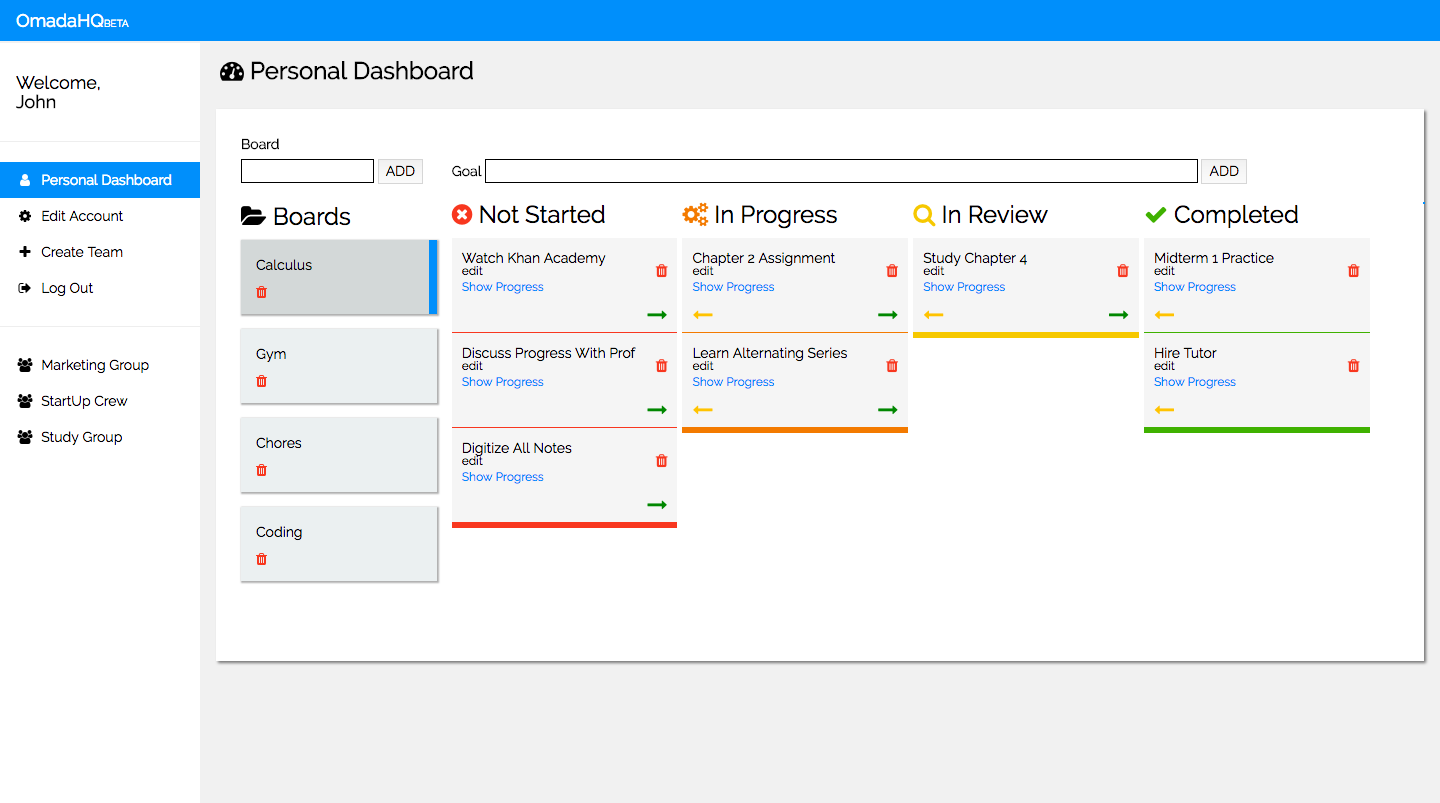 OmadaHQBETA
Welcome,
John
Personal Dashboard
Edit Account
Create Team
Log Out
Marketing Group
StartUp Crew
Study Group
Personal Dashboard
Board
ADD
Goal
ADD
Boards
Calculus
Gym
Chores
Coding
Not Started
Watch Khan Academy
edit
Show Progress
Discuss Progress With Prof
edit
Show Progress
Digitize All Notes
edit
Show Progress
In Progress
Chapter 2 Assignment
edit
Show Progress
Learn Alternating Series
edit
Show Progress
In Review
Study Chapter 4
edit
Show Progress
Completed
Midterm 1 Practice
edit
Show Progress
Hire Tutor
edit
Show Progress